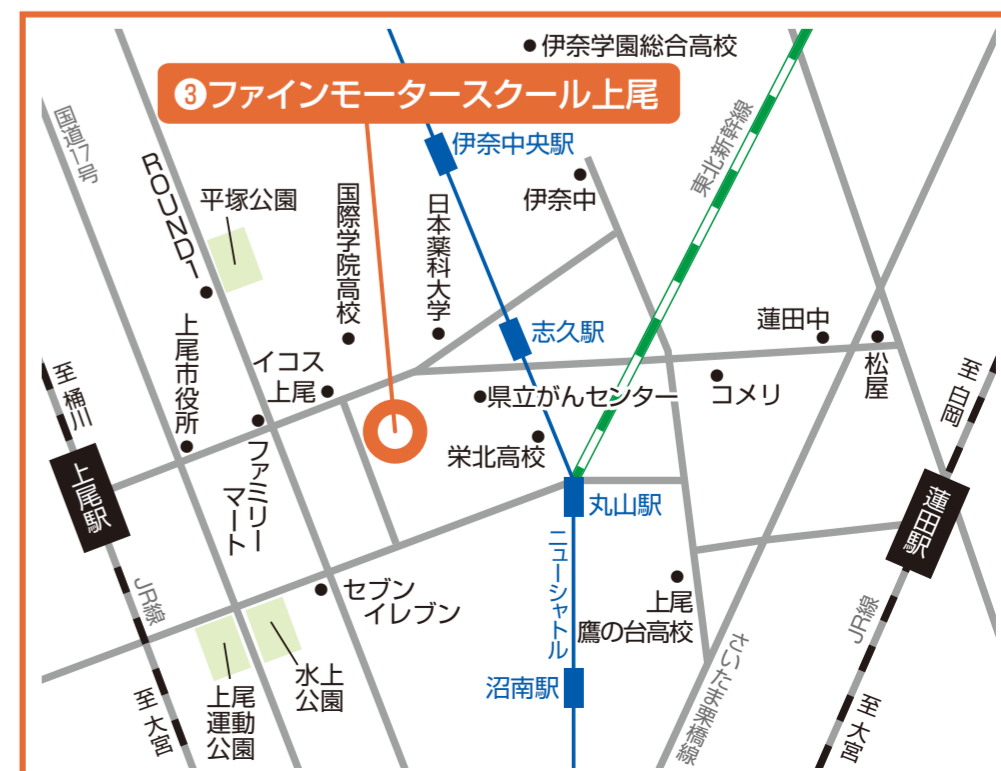 伊奈学園総合高校
❸ファインモータースクール上尾
国道17号
ROUND1
平塚公園
国際学院高校
日本薬科大学
伊奈中央駅
伊奈中
東北新幹線
志久駅
蓮田中
松屋
上尾市役所
イコス
上尾
県立がんセンター
コメリ
至桶川
至白岡
ファミリー
マート
栄北高校
上尾駅
丸山駅
蓮田駅
ニューシャトル
JR線
セブン
イレブン
上尾
鷹の台高校
JR線
水上
公園
上尾
運動
公園
沼南駅
さいたま栗橋線
至大宮
至大宮